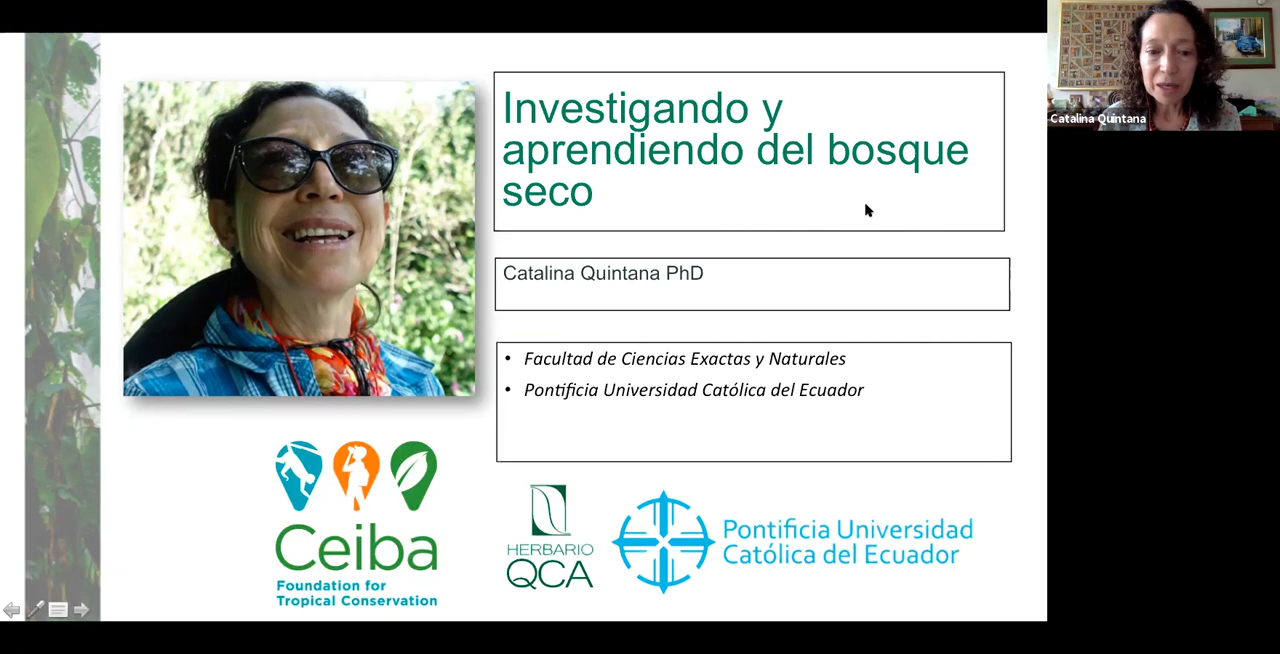 Investigando y
aprendiendo del bosque
seco
Catalina Quintana
Catalina Quintana PhD
• Facultad de Ciencias Exactas y Naturales
• Pontificia Universidad Católica del Ecuador
Ceiba
Foundation for
Tropical Conservation
HERBARIO
QCA
Pontificia Universidad
Católica del Ecuador